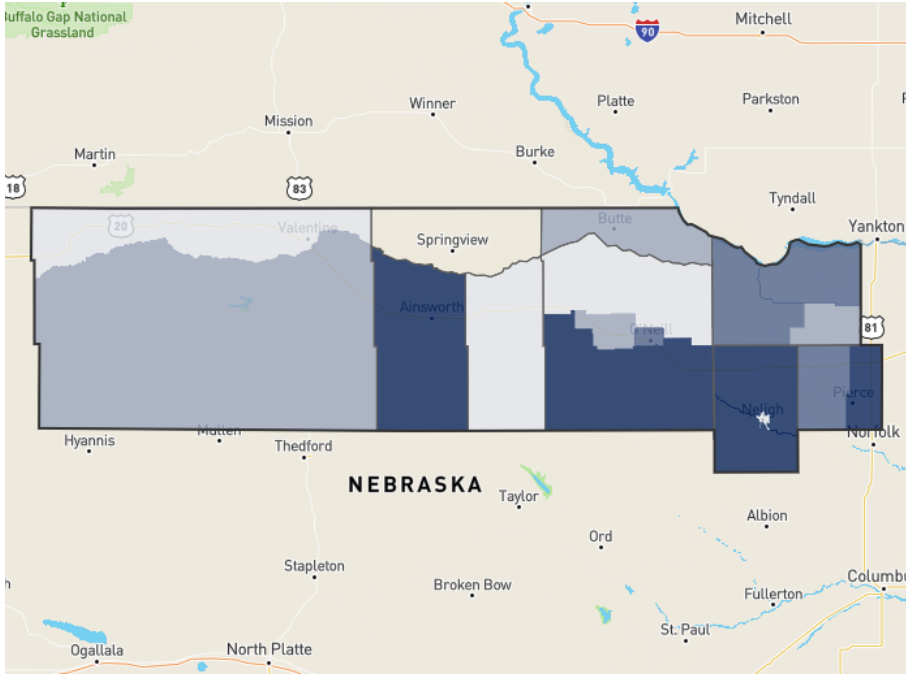 Buffalo Gap National
Grassland
90
Mitchell
Winner
Platte
Parkston
Mission
Martin
Burke
18
83
Tyndall
20
Valentine
Butte
Springview
Yankton
Ainsworth
O'Neill
81
Neligh
Pierce
Hyannis
Mullen
Thedford
Norfolk
NEBRASKA
Taylor
Albion
Ord
Stapleton
Broken Bow
h
Fullerton
Columbu
St. Paul
Ogallala
North Platte